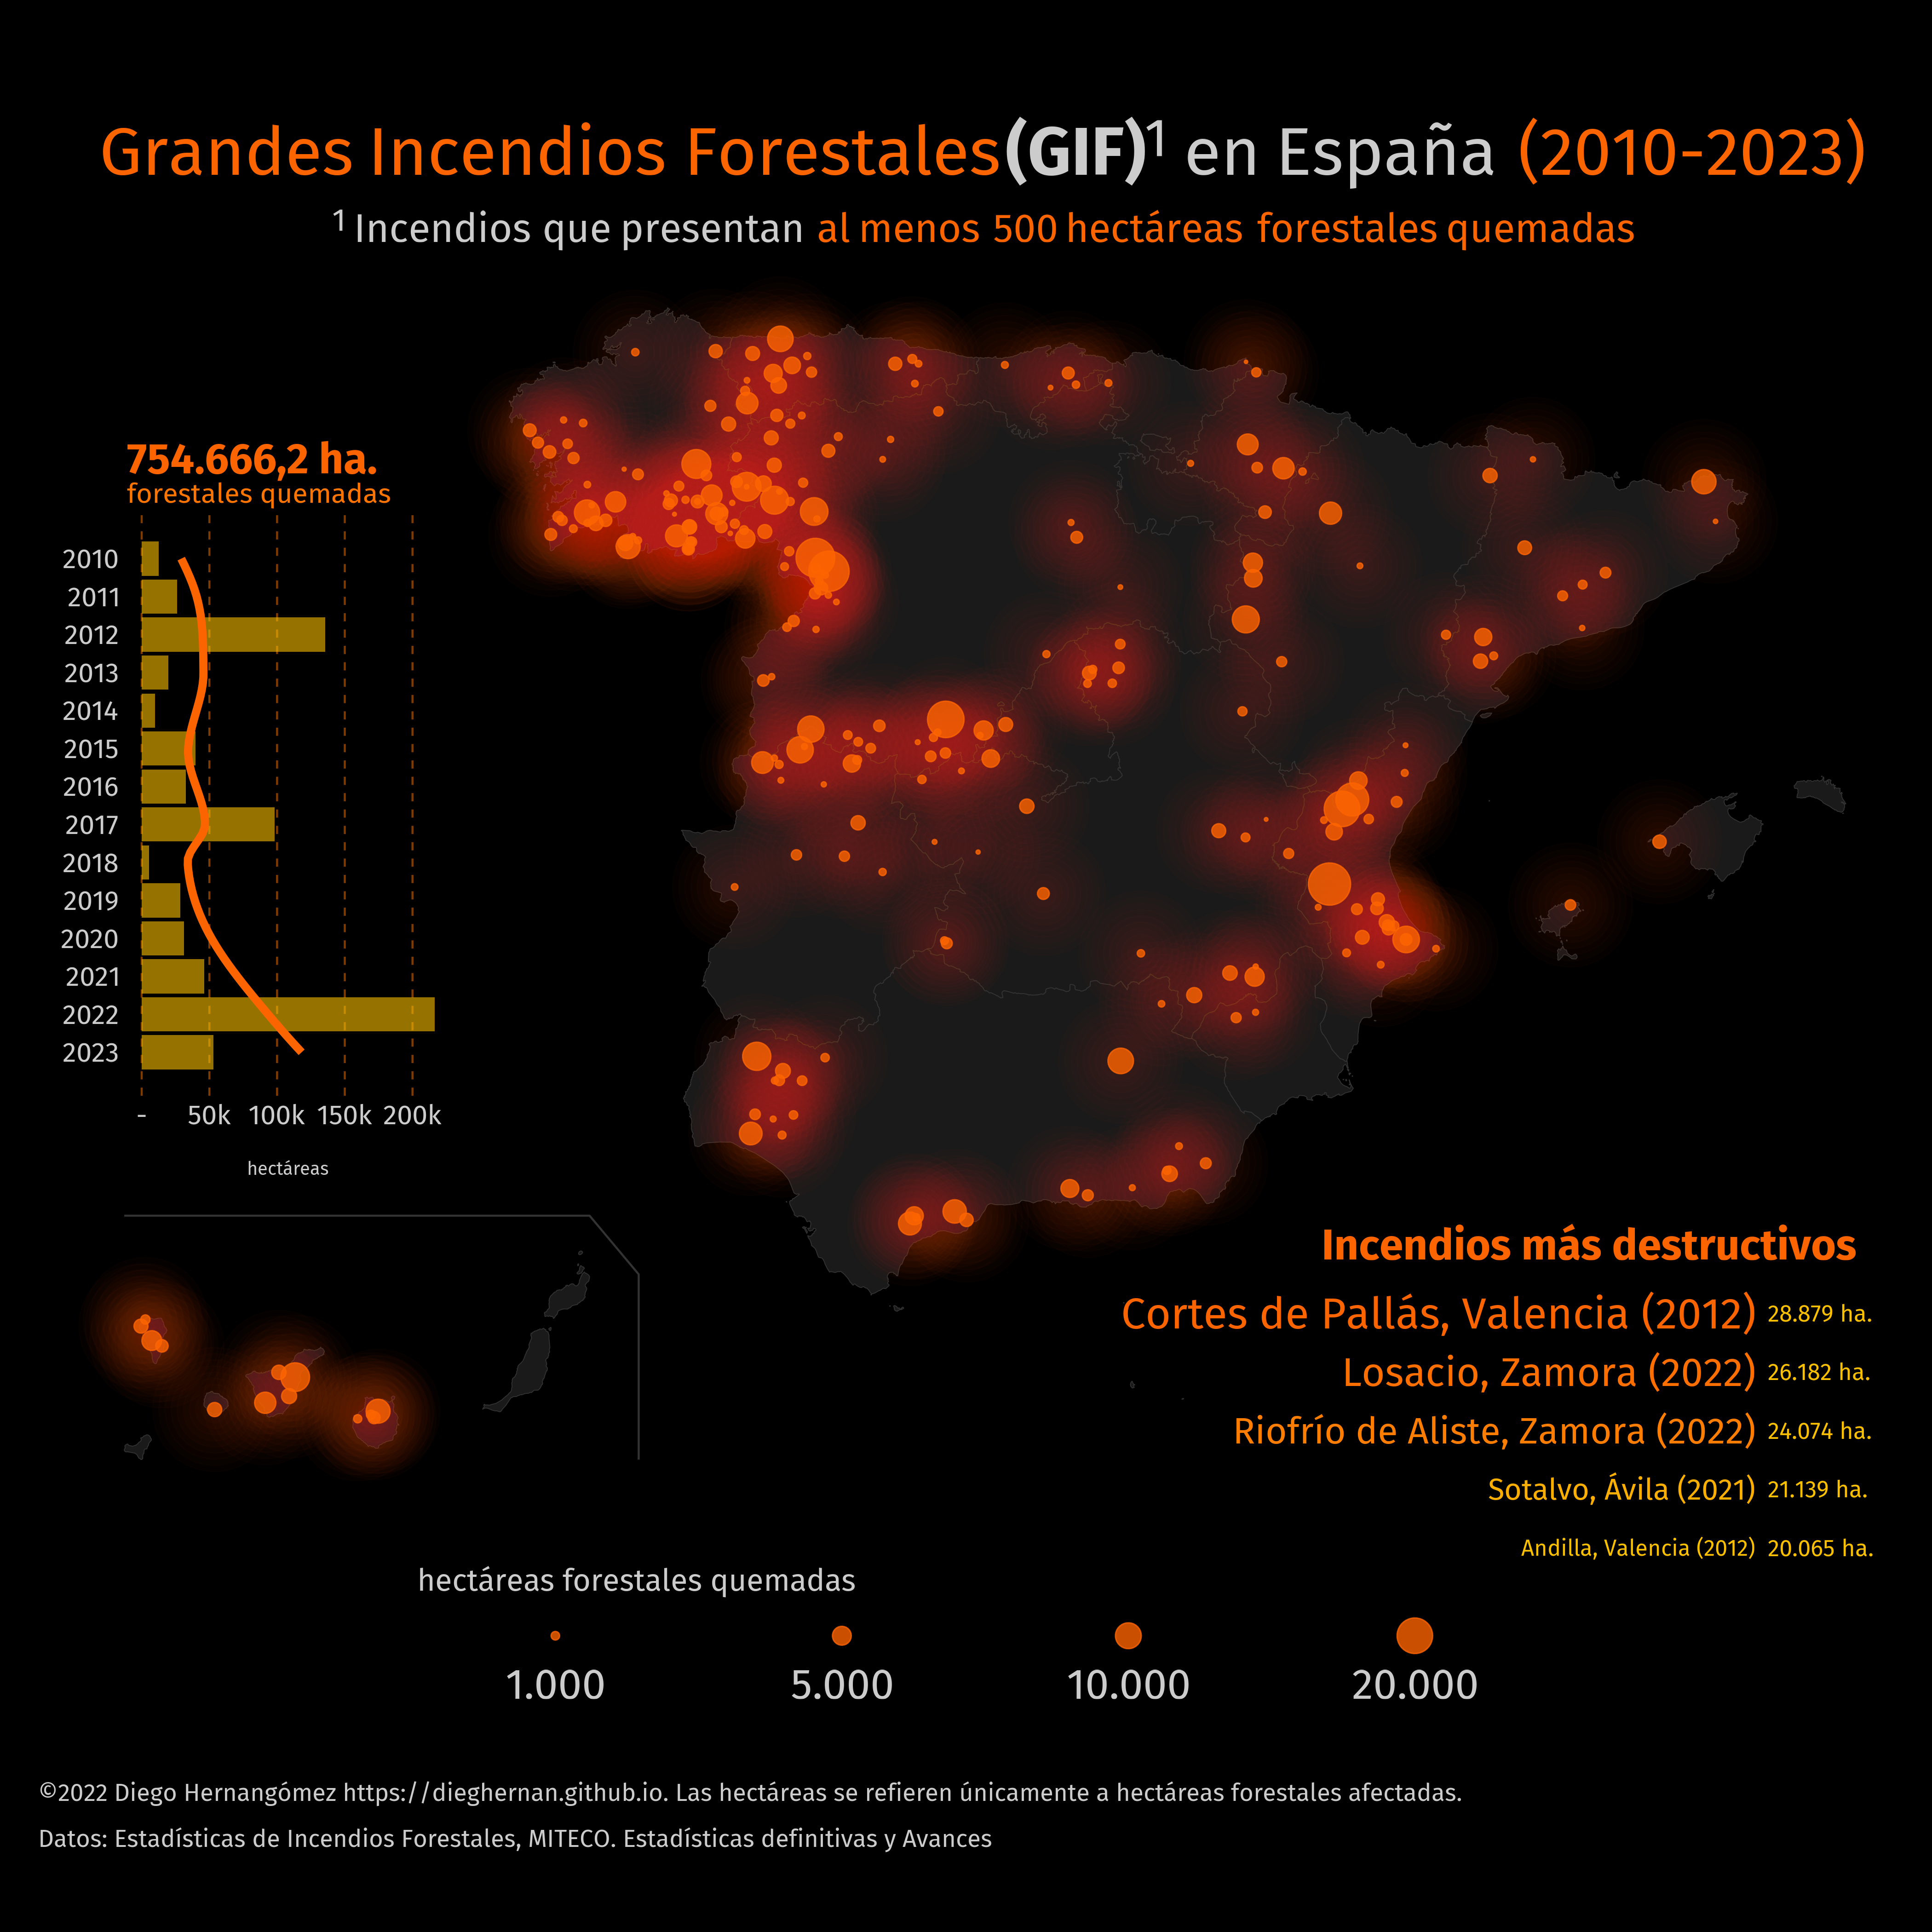 Grandes Incendios Forestales(GIF)¹ en España (2010-2023)
¹ Incendios que presentan al menos 500 hectáreas forestales quemadas
754.666,2 ha.
forestales quemadas
2010
2011
2012
2013
2014
2015
2016
2017
2018
2019
2020
2021
2022
2023
- 50k 100k 150k 200k
hectáreas
Incendios más destructivos
Cortes de Pallás, Valencia (2012) 28.879 ha.
Losacio, Zamora (2022) 26.182 ha.
Riofrío de Aliste, Zamora (2022) 24.074 ha.
Sotalvo, Ávila (2021) 21.139 ha.
Andilla, Valencia (2012) 20.065 ha.
hectáreas forestales quemadas
1.000 5.000 10.000 20.000
©2022 Diego Hernangómez https://dieghernan.github.io. Las hectáreas se refieren únicamente a hectáreas forestales afectadas.
Datos: Estadísticas de Incendios Forestales, MITECO. Estadísticas definitivas y Avances